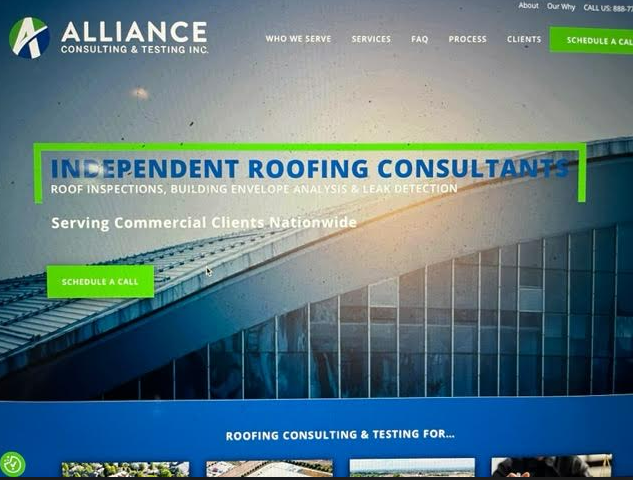 About Our Why CALL US: 888-7
ALLIANCE
CONSULTING & TESTING INC.
WHO WE SERVE SERVICES FAQ PROCESS CLIENTS SCHEDULE A CAL
INDEPENDENT ROOFING CONSULTANTS
ROOF INSPECTIONS, BUILDING ENVELOPE ANALYSIS & LEAK DETECTION
Serving Commercial Clients Nationwide
SCHEDULE A CALL
ROOFING CONSULTING & TESTING FOR...